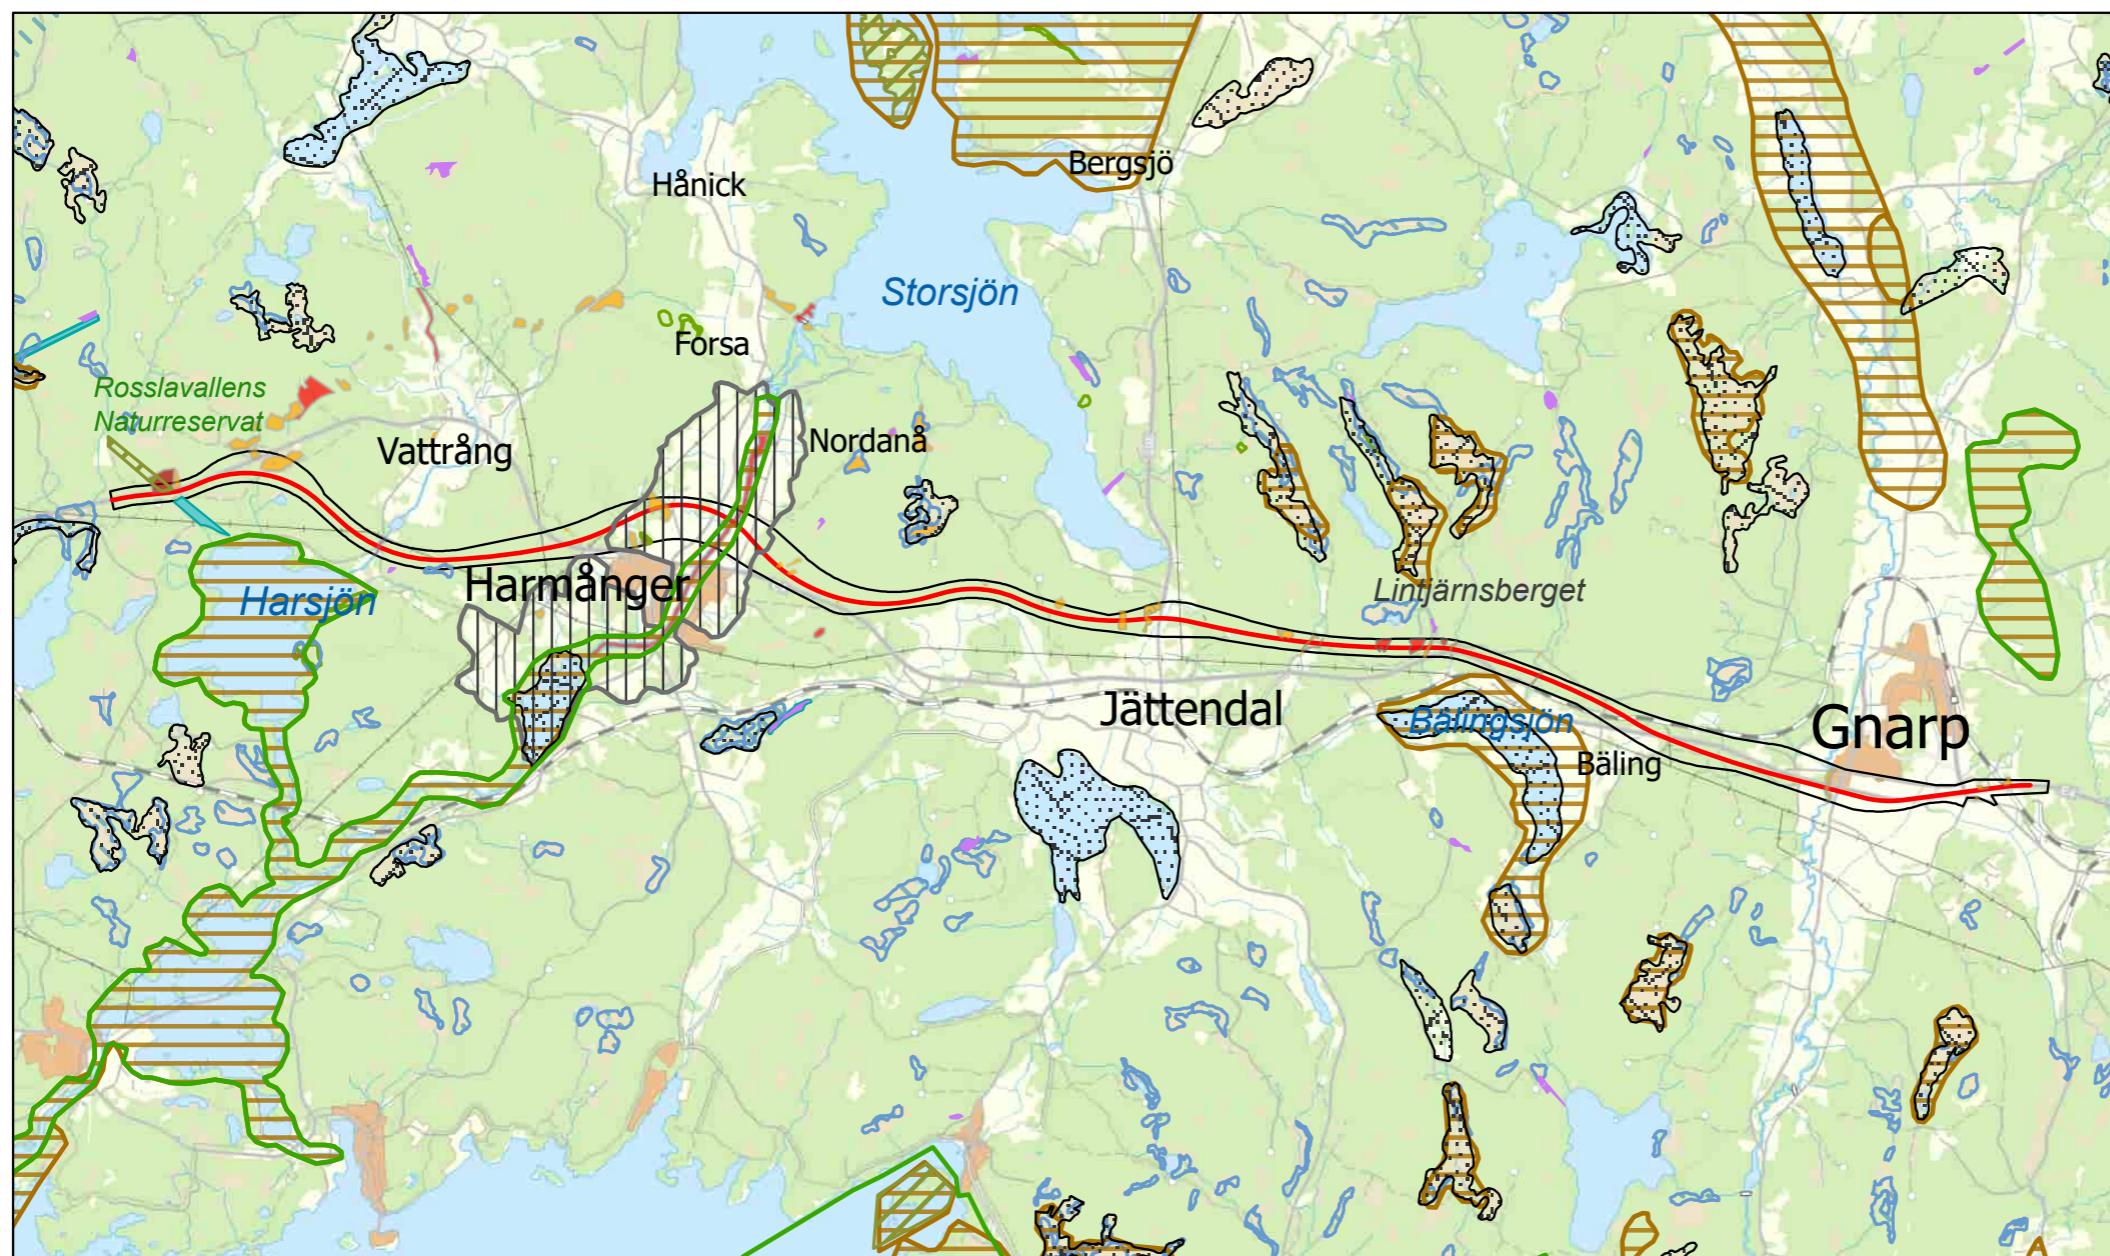 Bergsjö
Hånick
Storsjön
Forsa
Rosslavallens
Naturreservat
Vattrång
Nordanå
Harmånger
Harsjön
Lintjärnsberget
Jättendal
Bälingsjön
Bäling
Gnarp